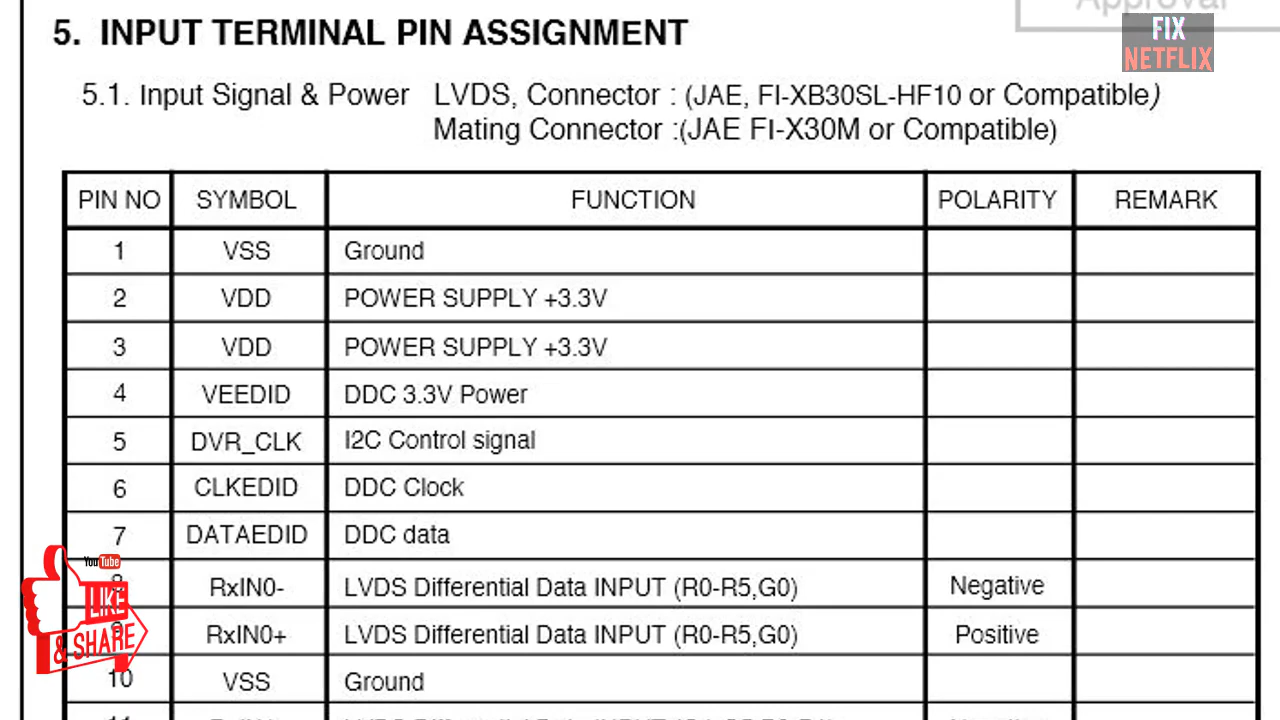 Approval
FIX
NETFLIX
5. INPUT TERMINAL PIN ASSIGNMENT
5.1. Input Signal & Power LVDS, Connector : (JAE, FI-XB30SL-HF10 or Compatible)
Mating Connector :(JAE FI-X30M or Compatible)
PIN NO SYMBOL FUNCTION POLARITY REMARK
1 VSS Ground
2 VDD POWER SUPPLY +3.3V
3 VDD POWER SUPPLY +3.3V
4 VEEDID DDC 3.3V Power
5 DVR_CLK I2C Control signal
6 CLKEDID DDC Clock
7 DATAEDID DDC data
8 RxIN0- LVDS Differential Data INPUT (R0-R5,G0) Negative
9 RxIN0+ LVDS Differential Data INPUT (R0-R5,G0) Positive
10 VSS Ground
YouTube
LIKE
& SHARE